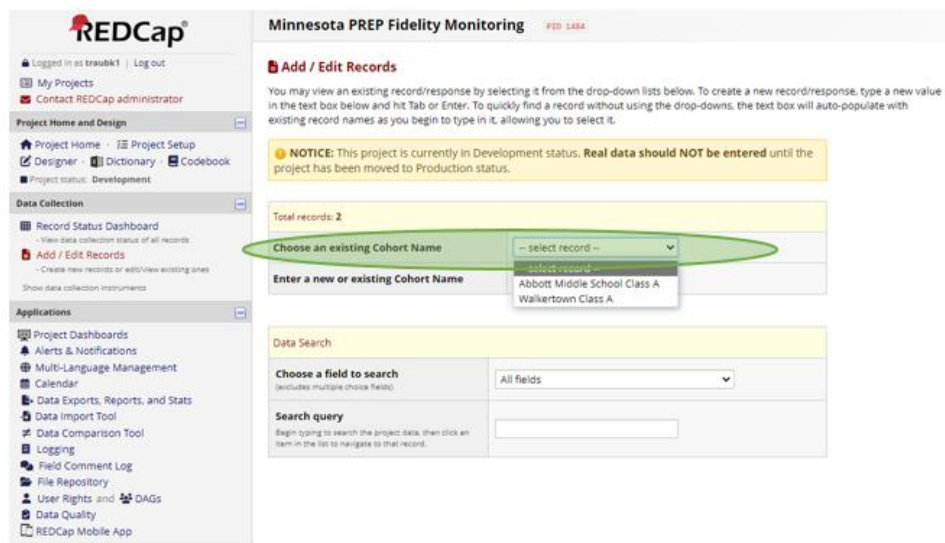 REDCap®
Logged in as traubk1 | Log out
My Projects
Contact REDCap administrator
Project Home and Design
Project Home · Project Setup
Designer · Dictionary · Codebook
Project status: Development
Data Collection
Record Status Dashboard
- View data collection status of all records
Add / Edit Records
- Create new records or edit/view existing ones
Show data collection instruments
Applications
Project Dashboards
Alerts & Notifications
Multi-Language Management
Calendar
Data Exports, Reports, and Stats
Data Import Tool
Data Comparison Tool
Logging
Field Comment Log
File Repository
User Rights and DAGs
Data Quality
REDCap Mobile App
Minnesota PREP Fidelity Monitoring PID 1484
Add / Edit Records
You may view an existing record/response by selecting it from the drop-down lists below. To create a new record/response, type a new value
in the text box below and hit Tab or Enter. To quickly find a record without using the drop-downs, the text box will auto-populate with
existing record names as you begin to type in it, allowing you to select it.
NOTICE: This project is currently in Development status. Real data should NOT be entered until the
project has been moved to Production status.
Total records: 2
Choose an existing Cohort Name -- select record --
-- select record --
Enter a new or existing Cohort Name
Abbott Middle School Class A
Walkertown Class A
Data Search
Choose a field to search
(excludes multiple choice fields)
All fields
Search query
Begin typing to search the project data, then click an
item in the list to navigate to that record.